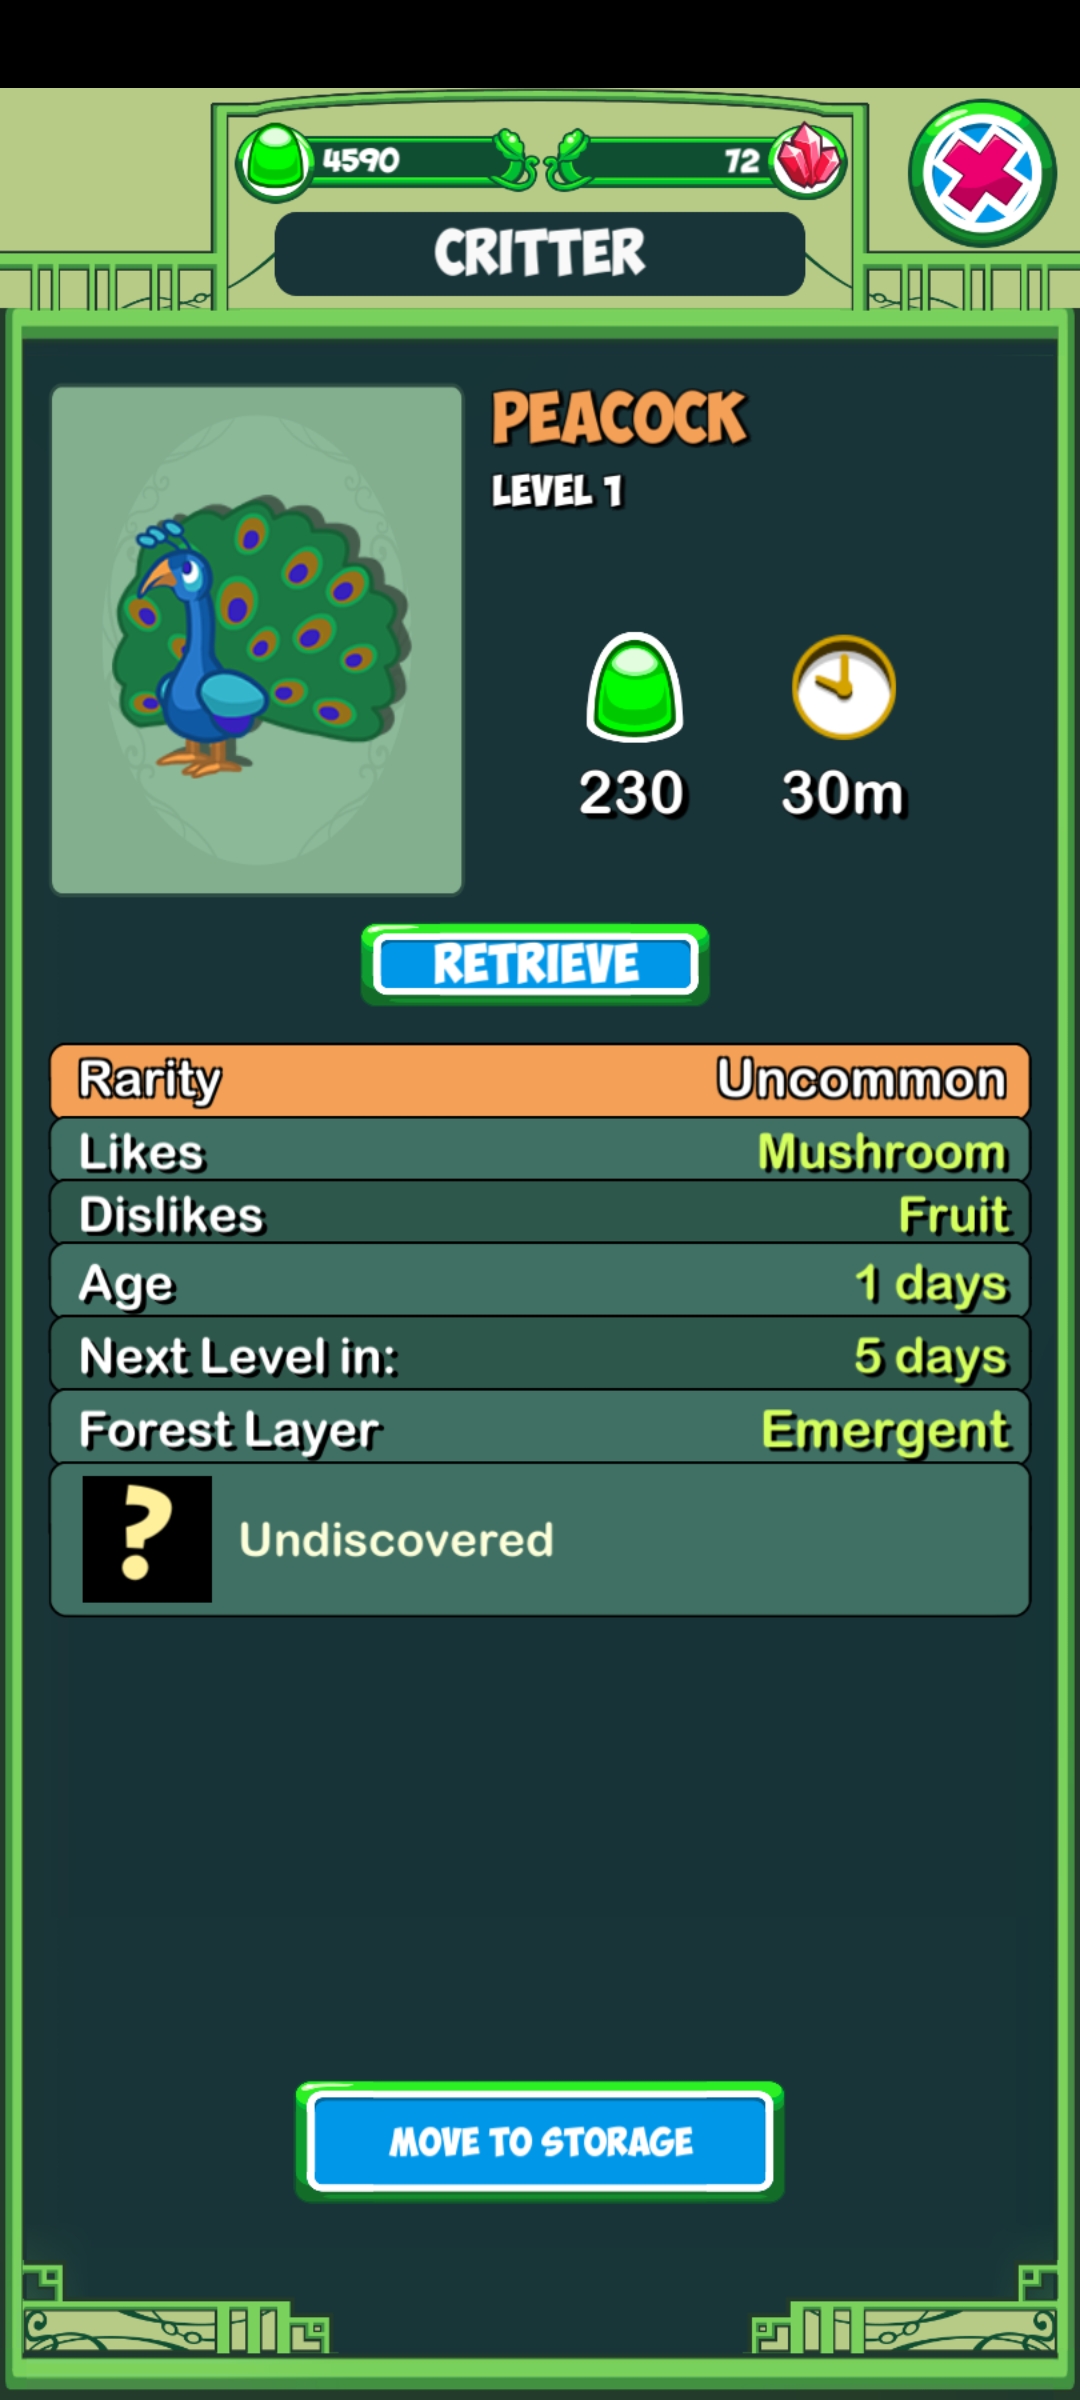 4590 72
CRITTER
PEACOCK
LEVEL 1
230 30m
RETRIEVE
Rarity Uncommon
Likes Mushroom
Dislikes Fruit
Age 1 days
Next Level in: 5 days
Forest Layer Emergent
? Undiscovered
MOVE TO STORAGE